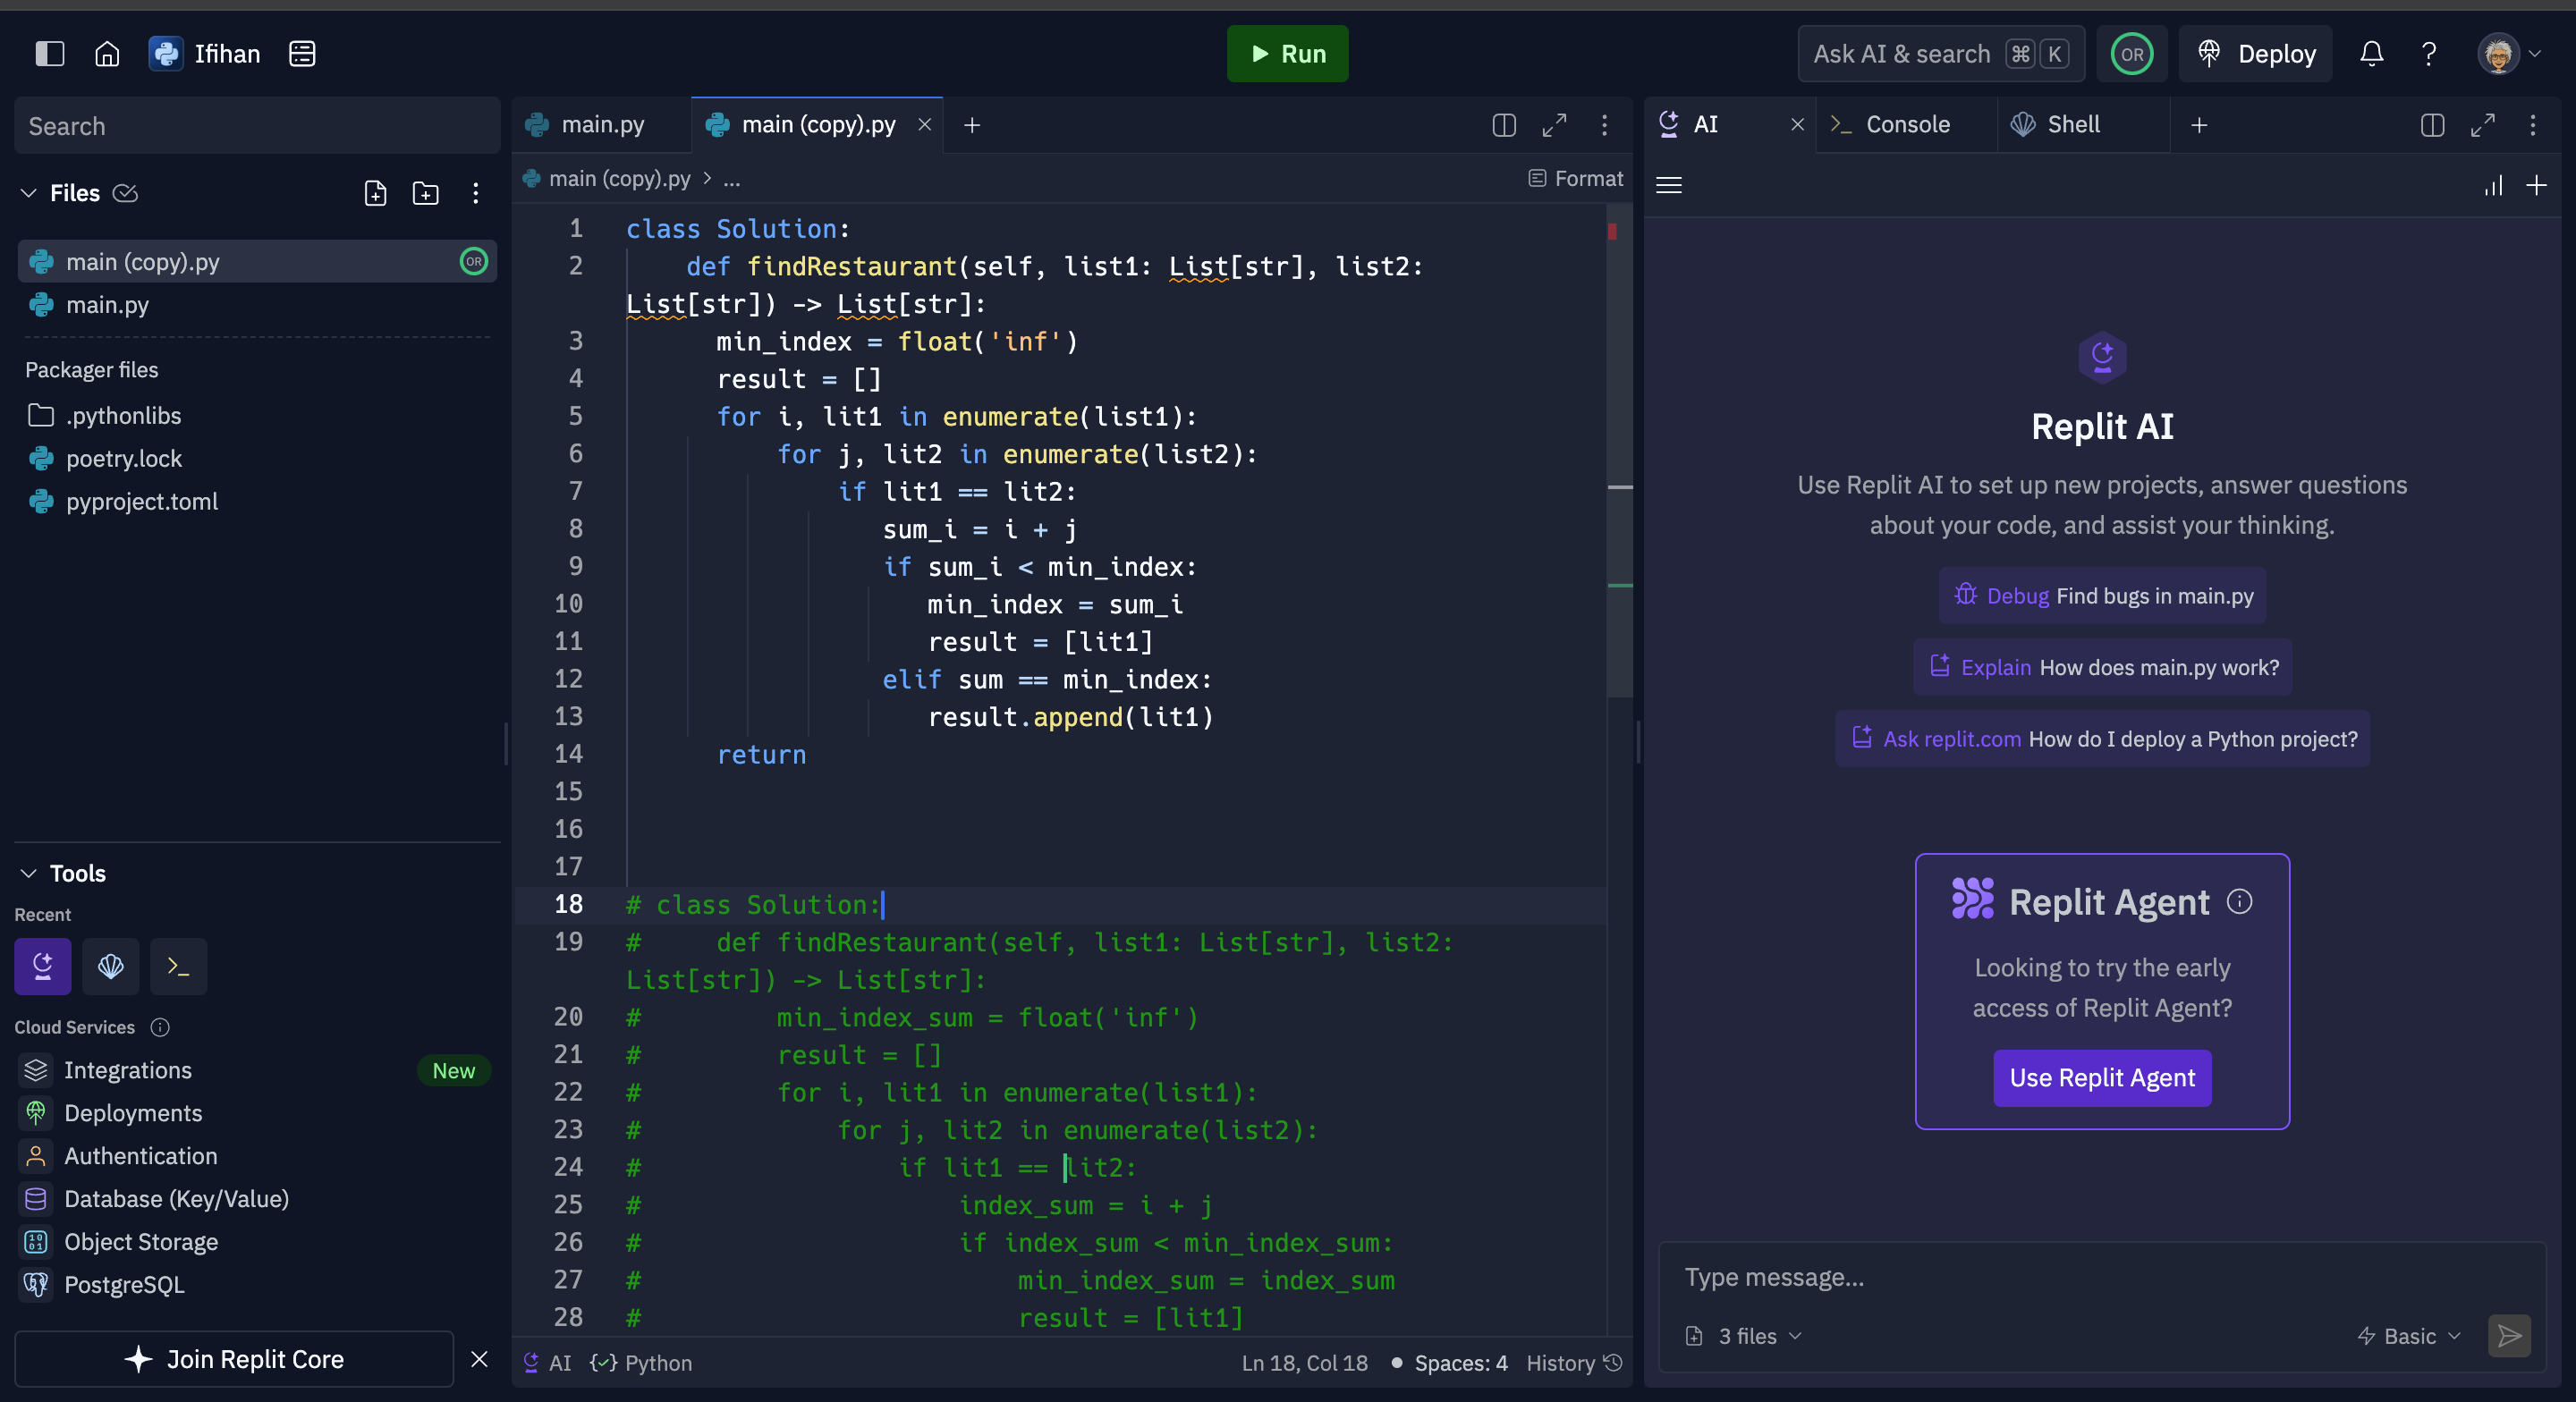 Ifihan
Run
Ask AI & search ⌘ K
OR
Deploy
Search
Files
main (copy).py
OR
main.py
Packager files
.pythonlibs
poetry.lock
pyproject.toml
Tools
Recent
Cloud Services
Integrations
New
Deployments
Authentication
Database (Key/Value)
Object Storage
PostgreSQL
Join Replit Core
main.py
main (copy).py
main (copy).py > ...
Format
1 class Solution:
2     def findRestaurant(self, list1: List[str], list2:
List[str]) -> List[str]:
3       min_index = float('inf')
4       result = []
5       for i, lit1 in enumerate(list1):
6           for j, lit2 in enumerate(list2):
7               if lit1 == lit2:
8                  sum_i = i + j
9                  if sum_i < min_index:
10                    min_index = sum_i
11                    result = [lit1]
12                 elif sum == min_index:
13                    result.append(lit1)
14      return
15
16
17
18 # class Solution:
19 #     def findRestaurant(self, list1: List[str], list2:
List[str]) -> List[str]:
20 #         min_index_sum = float('inf')
21 #         result = []
22 #         for i, lit1 in enumerate(list1):
23 #             for j, lit2 in enumerate(list2):
24 #                 if lit1 == lit2:
25 #                     index_sum = i + j
26 #                     if index_sum < min_index_sum:
27 #                         min_index_sum = index_sum
28 #                         result = [lit1]
AI
Python
Ln 18, Col 18
Spaces: 4
History
AI
Console
Shell
Replit AI
Use Replit AI to set up new projects, answer questions
about your code, and assist your thinking.
Debug Find bugs in main.py
Explain How does main.py work?
Ask replit.com How do I deploy a Python project?
Replit Agent
Looking to try the early
access of Replit Agent?
Use Replit Agent
Type message...
3 files
Basic